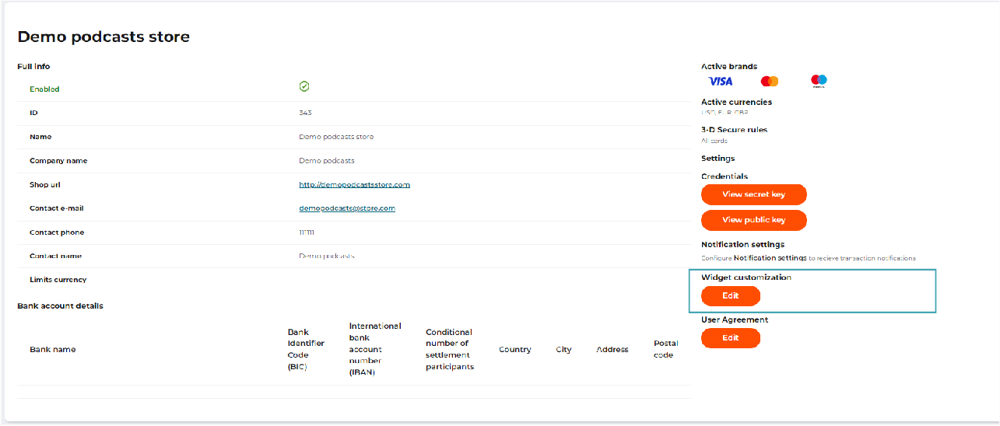 Demo podcasts store
Full info
Enabled
ID 343
Name Demo podcasts store
Company name Demo podcasts
Shop url http://demopodcastsstore.com
Contact e-mail demopodcasts@store.com
Contact phone 111111
Contact name Demo podcasts
Limits currency
Bank account details
Bank name
Bank
Identifier
Code
(BIC)
International
bank
account
number
(IBAN)
Conditional
number of
settlement
participants
Country
City
Address
Postal
code
Active brands
VISA
Active currencies
USD, EUR, GBP
3-D Secure rules
All cards
Settings
Credentials
View secret key
View public key
Notification settings
Configure Notification settings to recieve transaction notifications
Widget customization
Edit
User Agreement
Edit